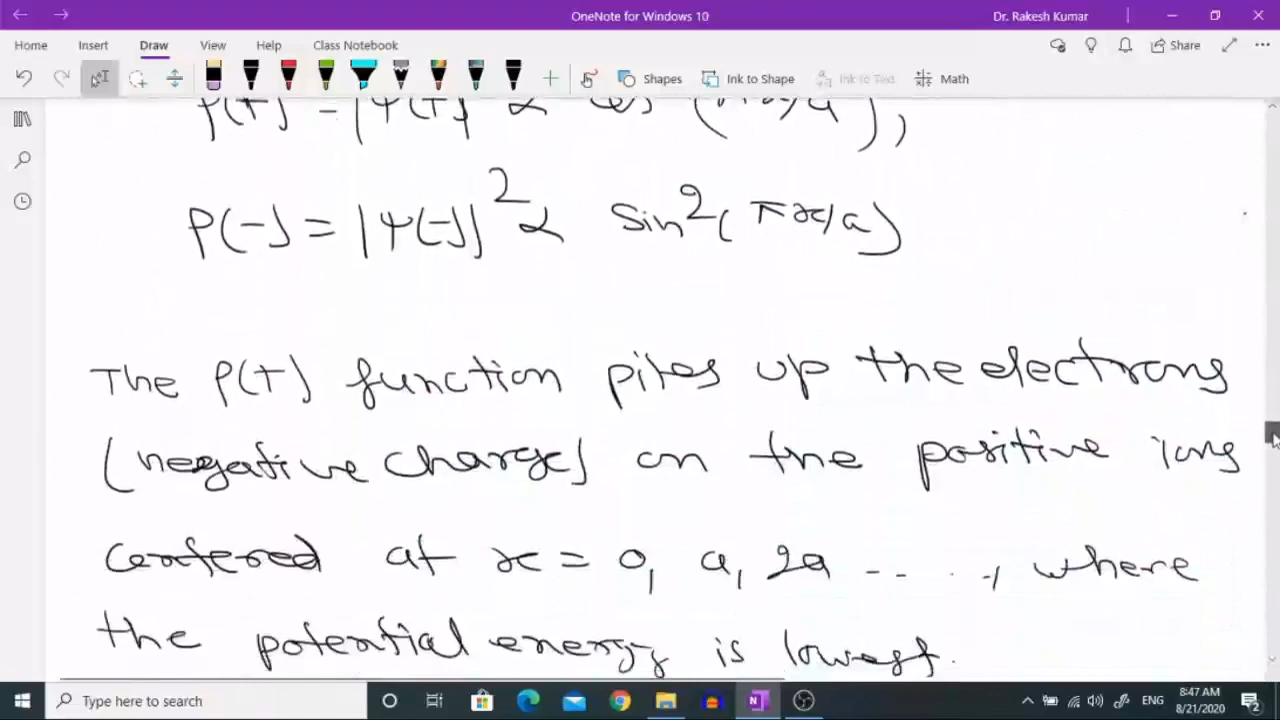 OneNote for Windows 10
Dr. Rakesh Kumar
Home Insert Draw View Help Class Notebook
Share
Shapes Ink to Shape Ink to Text Math
ρ(+) = |ψ(+)| α cos (πx/a),
ρ(-) = |ψ(-)|² α sin²(πx/a)
The ρ(+) function piles up the electrons
(negative charge) on the positive ions
centered at x = 0, a, 2a -- . . ., where
the potential energy is lowest.
Type here to search
ENG
8:47 AM
8/21/2020
2